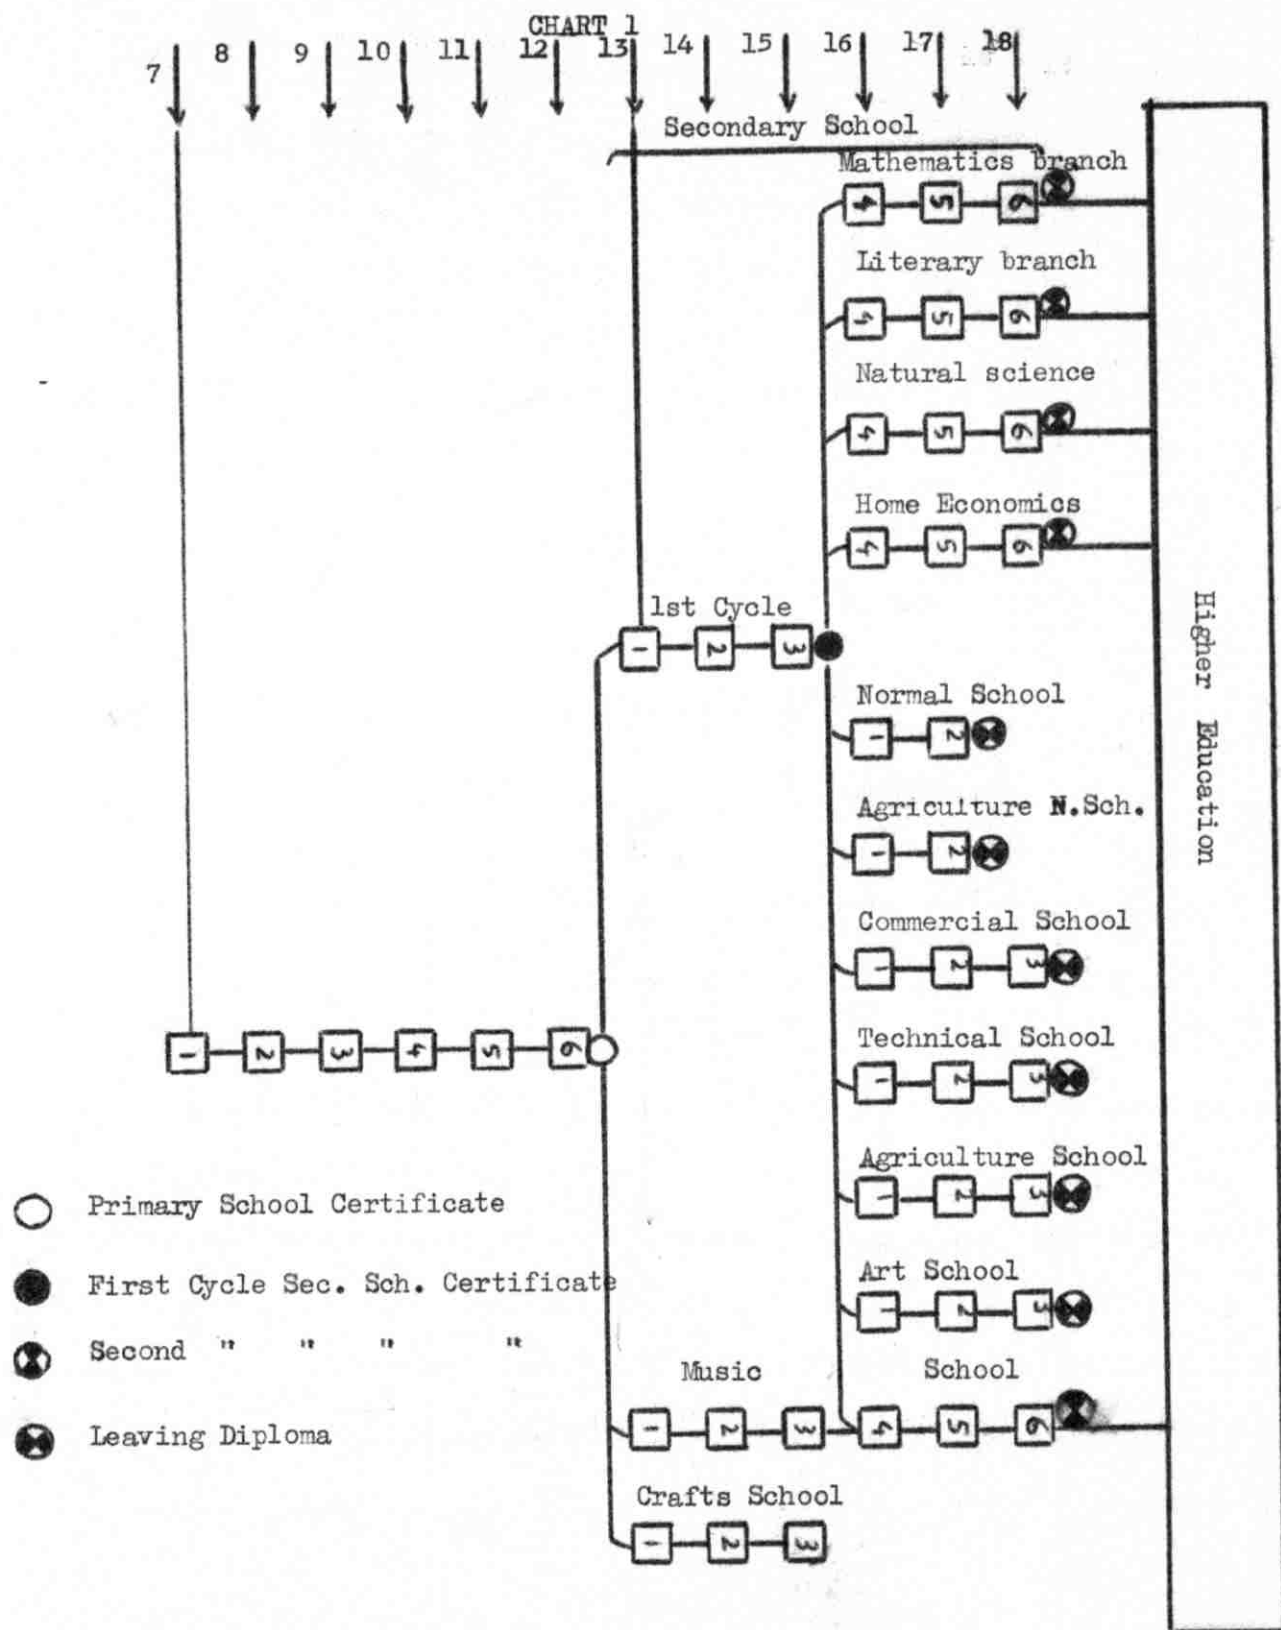 CHART 1
7 8 9 10 11 12 13 14 15 16 17 18
Secondary School
Mathematics branch
4 5 6
Literary branch
4 5 6
Natural science
4 5 6
Home Economics
4 5 6
1st Cycle
1 2 3
Higher Education
Normal School
1 2
Agriculture N.Sch.
1 2
Commercial School
1 2 3
Technical School
1 2 3
1 2 3 4 5 6
Agriculture School
1 2 3
Primary School Certificate
Art School
1 2 3
First Cycle Sec. Sch. Certificate
Second " " " "
Music School
1 2 3 4 5 6
Leaving Diploma
Crafts School
1 2 3